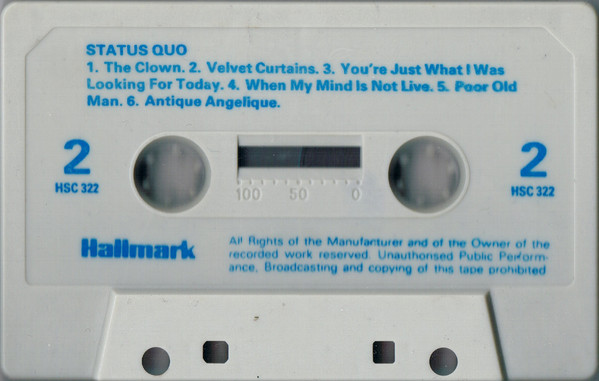 STATUS QUO
1. The Clown. 2. Velvet Curtains. 3. You're Just What I Was
Looking For Today. 4. When My Mind Is Not Live. 5. Poor Old
Man. 6. Antique Angelique.
2
HSC 322
100 50 0
2
HSC 322
Hallmark
All Rights of the Manufacturer and of the Owner of the
recorded work reserved. Unauthorised Public Perform-
ance, Broadcasting and copying of this tape prohibited